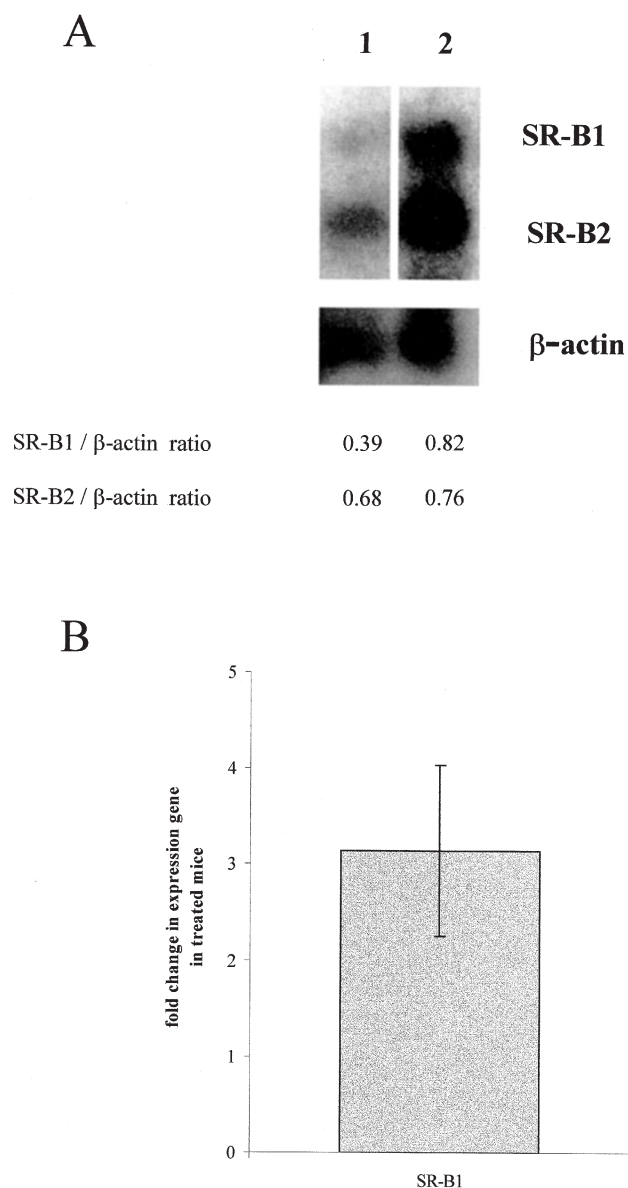 A
1 2
SR-B1
SR-B2
β-actin
SR-B1 / β-actin ratio 0.39 0.82
SR-B2 / β-actin ratio 0.68 0.76
B
fold change in expression gene
in treated mice
5
4
3
2
1
0
SR-B1